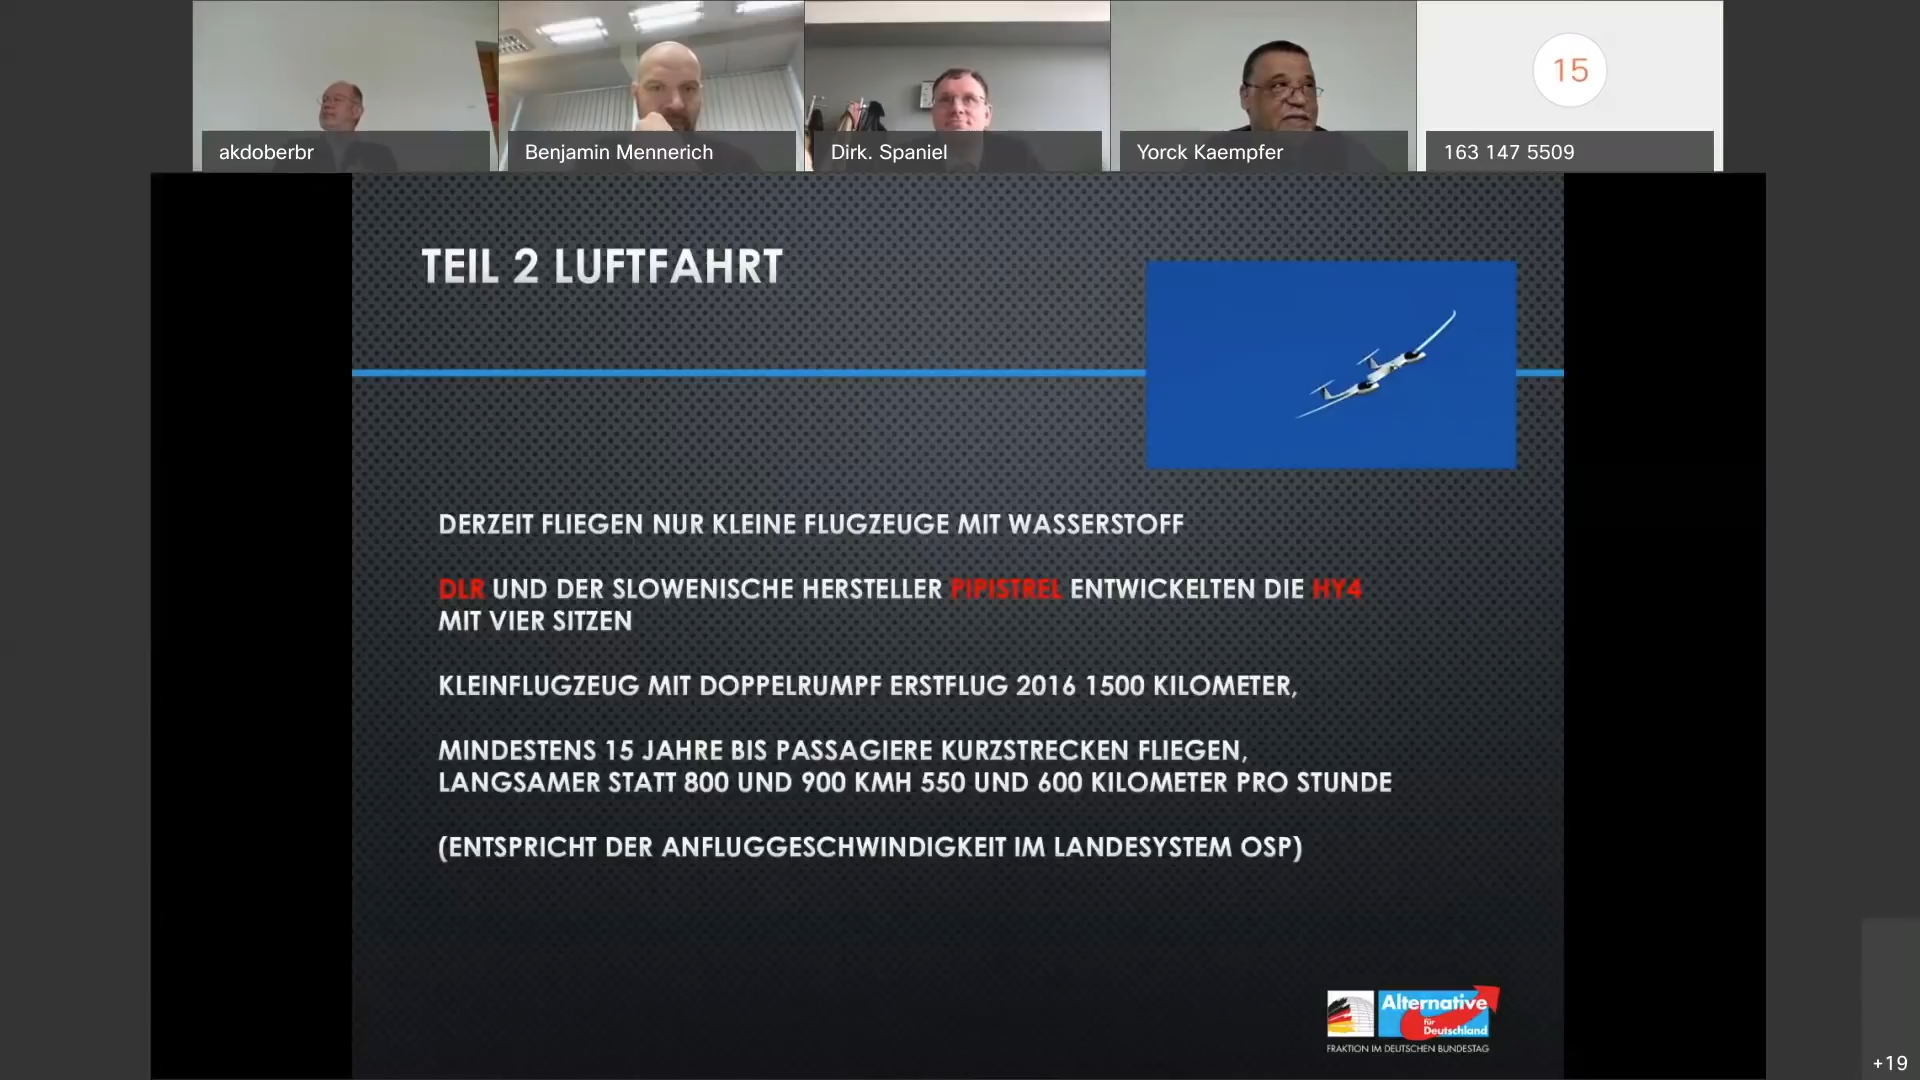 15
akdoberbr
Benjamin Mennerich
Dirk. Spaniel
Yorck Kaempfer
163 147 5509
TEIL 2 LUFTFAHRT
DERZEIT FLIEGEN NUR KLEINE FLUGZEUGE MIT WASSERSTOFF
DLR UND DER SLOWENISCHE HERSTELLER PIPISTREL ENTWICKELTEN DIE HY4
MIT VIER SITZEN
KLEINFLUGZEUG MIT DOPPELRUMPF ERSTFLUG 2016 1500 KILOMETER,
MINDESTENS 15 JAHRE BIS PASSAGIERE KURZSTRECKEN FLIEGEN,
LANGSAMER STATT 800 UND 900 KMH 550 UND 600 KILOMETER PRO STUNDE
(ENTSPRICHT DER ANFLUGGESCHWINDIGKEIT IM LANDESYSTEM OSP)
Alternative
für
Deutschland
FRAKTION IM DEUTSCHEN BUNDESTAG
+19